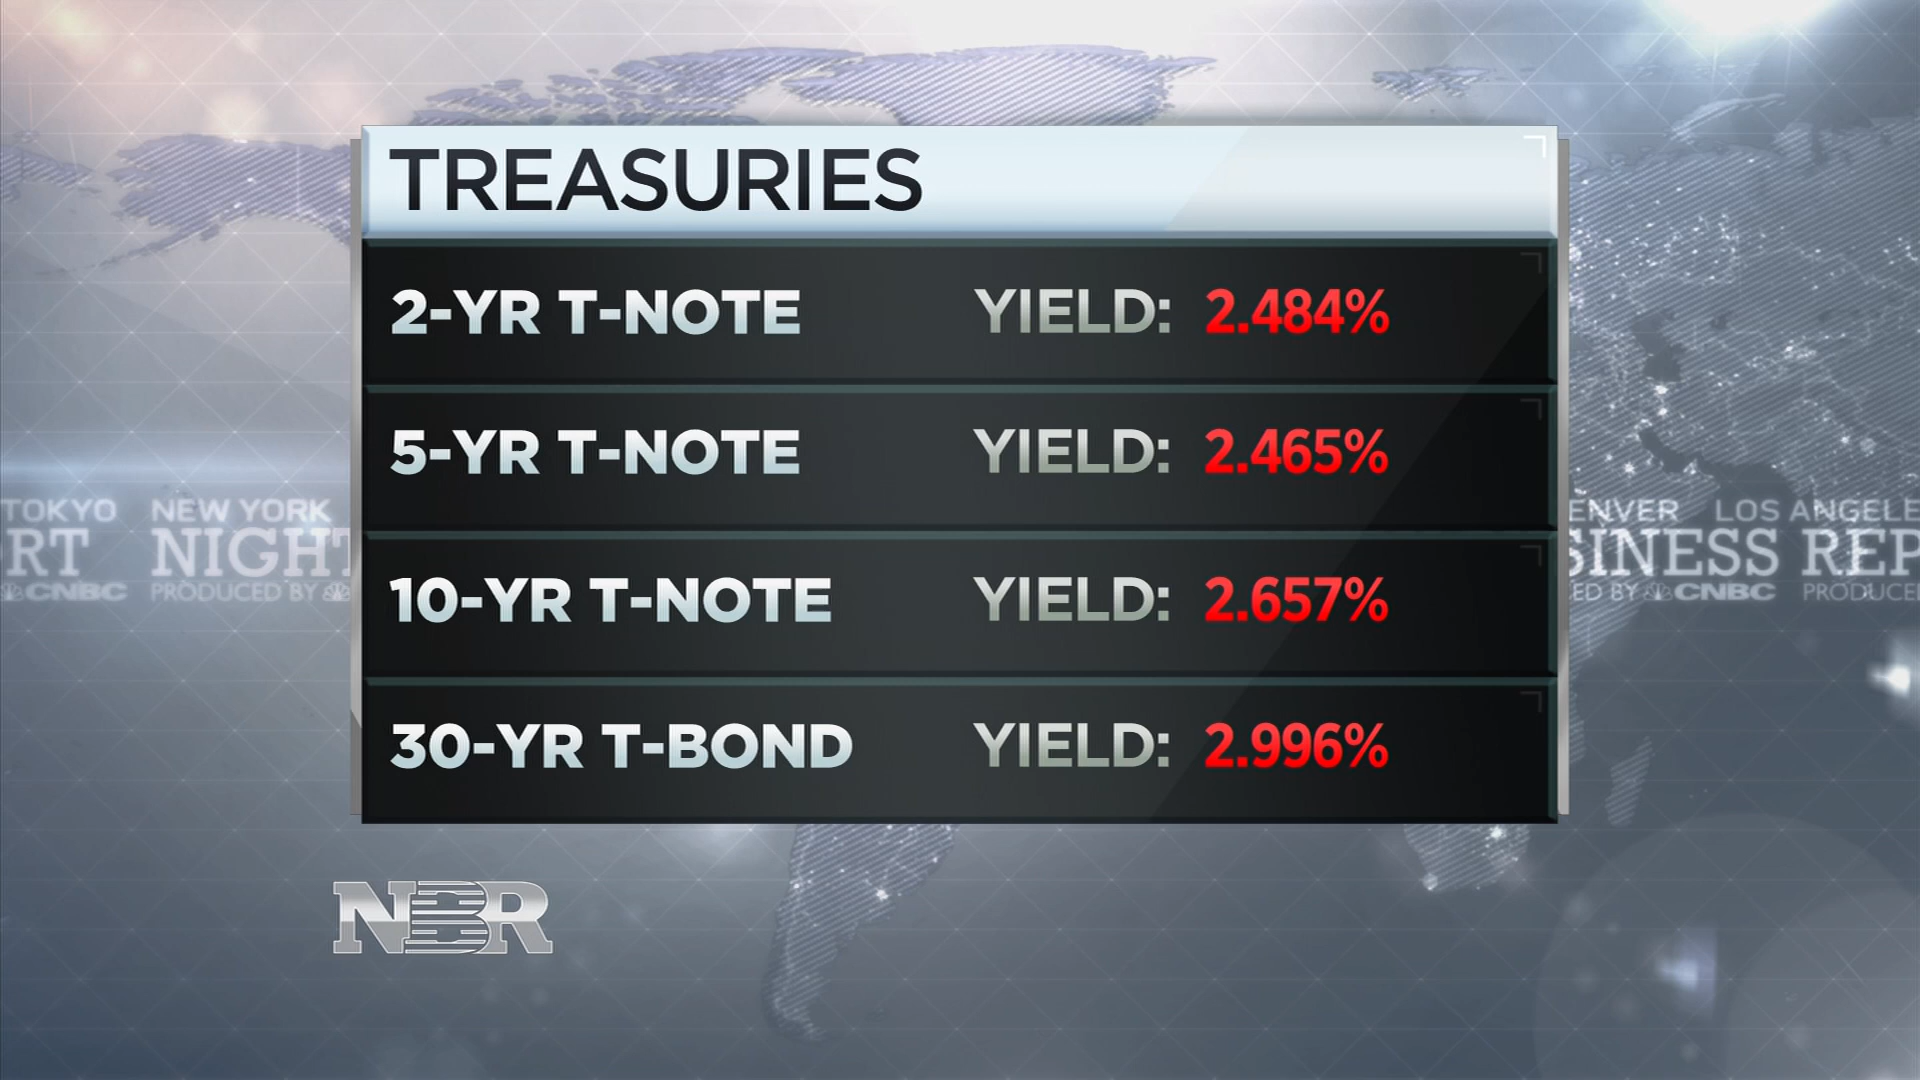 TREASURIES
2-YR T-NOTE YIELD: 2.484%
5-YR T-NOTE YIELD: 2.465%
10-YR T-NOTE YIELD: 2.657%
30-YR T-BOND YIELD: 2.996%
TOKYO NEW YORK
RT NIGHT
CNBC PRODUCED BY
ENVER LOS ANGELE
SINESS REP
ED BY CNBC PRODUCE
NBR